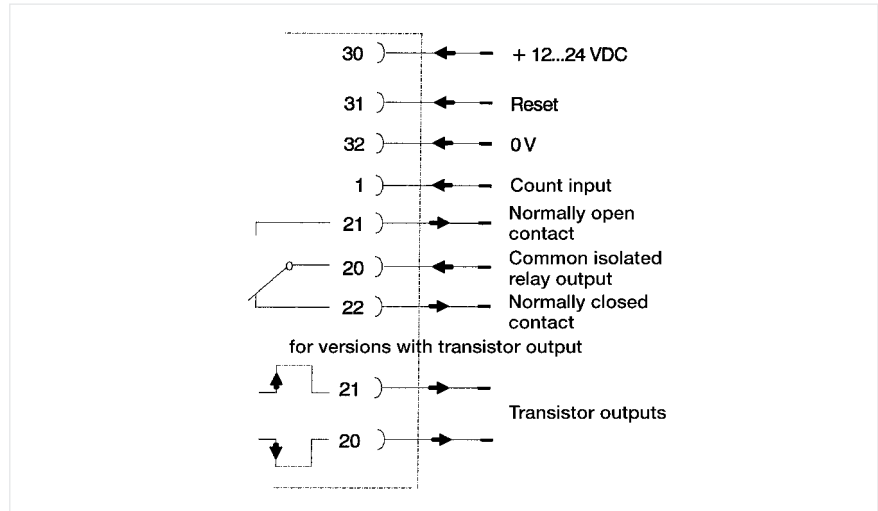 30 + 12...24 VDC
31 Reset
32 0 V
1 Count input
21 Normally open
contact
20 Common isolated
relay output
22 Normally closed
contact
for versions with transistor output
21
Transistor outputs
20